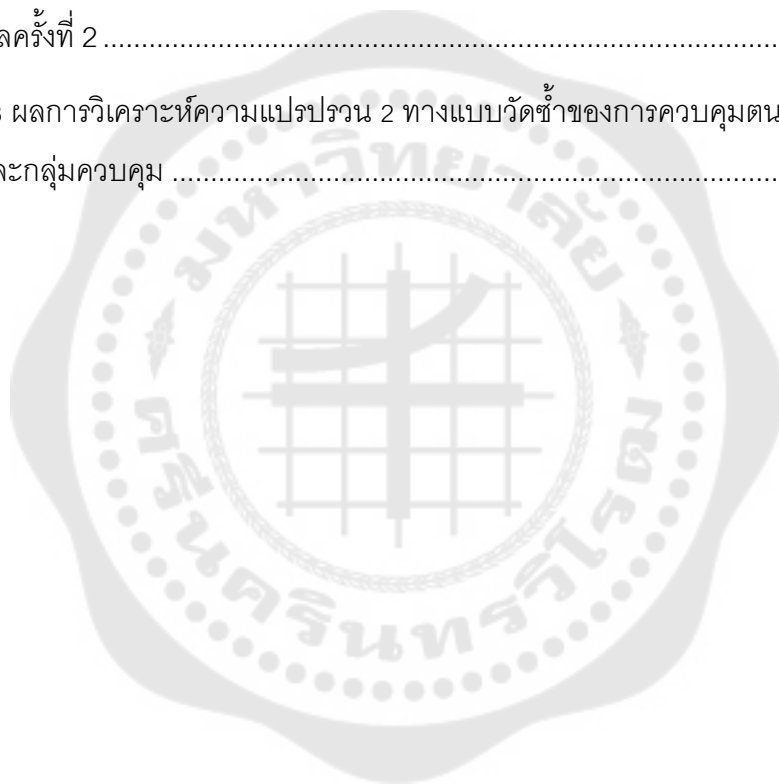 ลครั้งที่ 2 ....................................................................................
ผลการวิเคราะห์ความแปรปรวน 2 ทางแบบวัดซ้ำของการควบคุมตน
ละกลุ่มควบคุม ................................................................................
มหาวิทยาลัย
ศรีนครินทรวิโรฒ